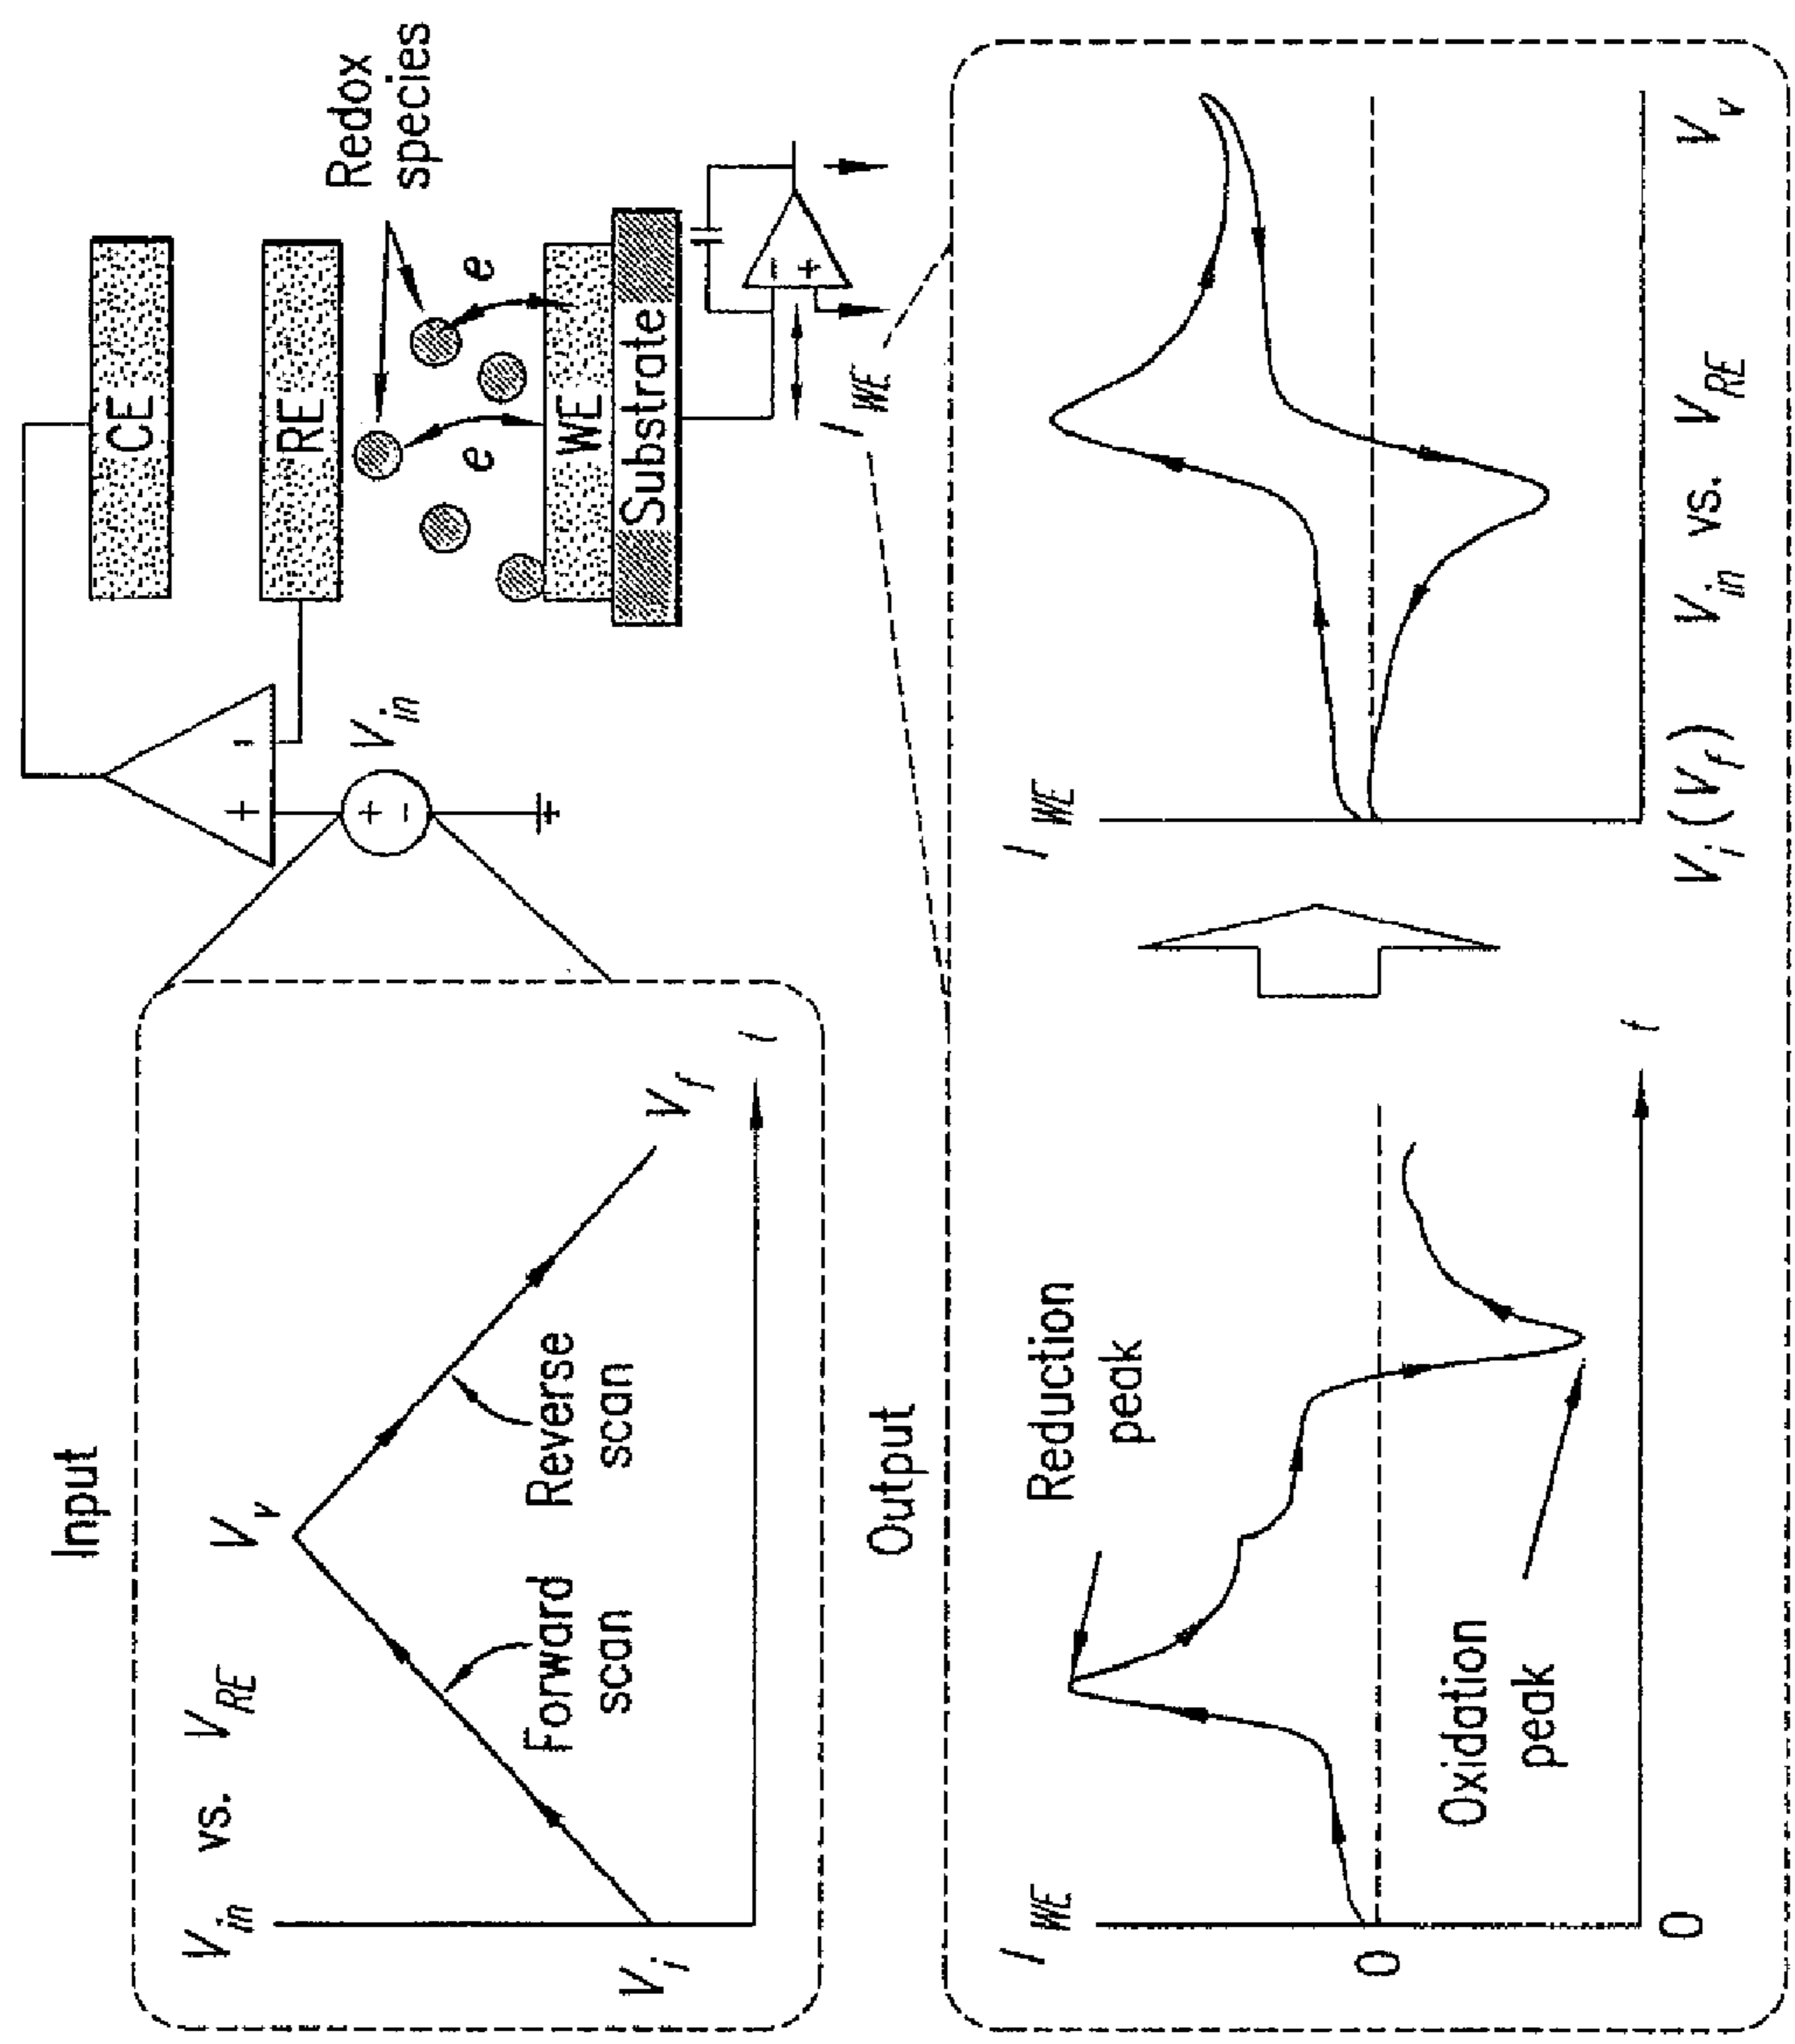 Input
V_in vs. V_RE
V_v
Forward
scan
Reverse
scan
V_i
V_f
t
CE
RE
Redox
species
e
e
WE
Substrate
+
-
V_in
+
-
-
+
I_WE
Output
I_WE
Reduction
peak
0
Oxidation
peak
0
t
I_WE
V_i (V_f) V_in vs. V_RE V_v